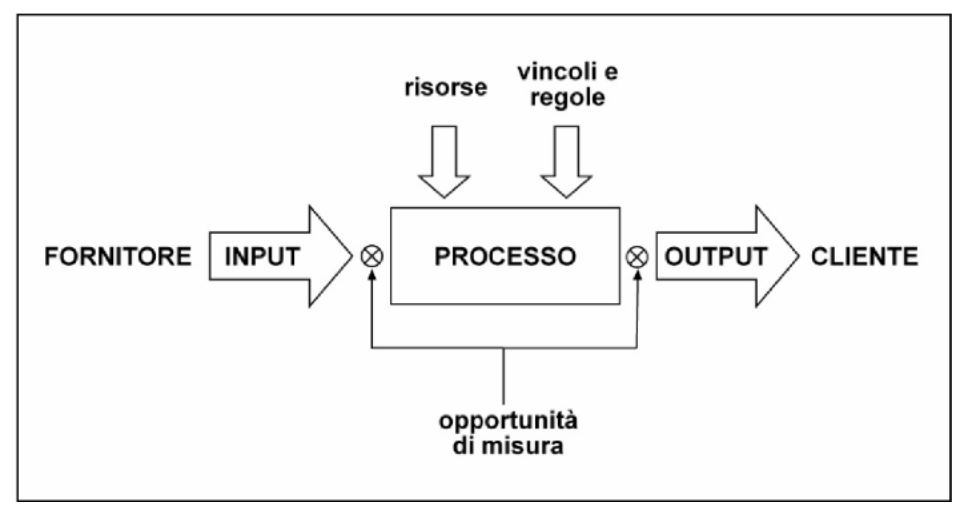 risorse
vincoli e
regole
FORNITORE
INPUT
PROCESSO
OUTPUT
CLIENTE
opportunità
di misura